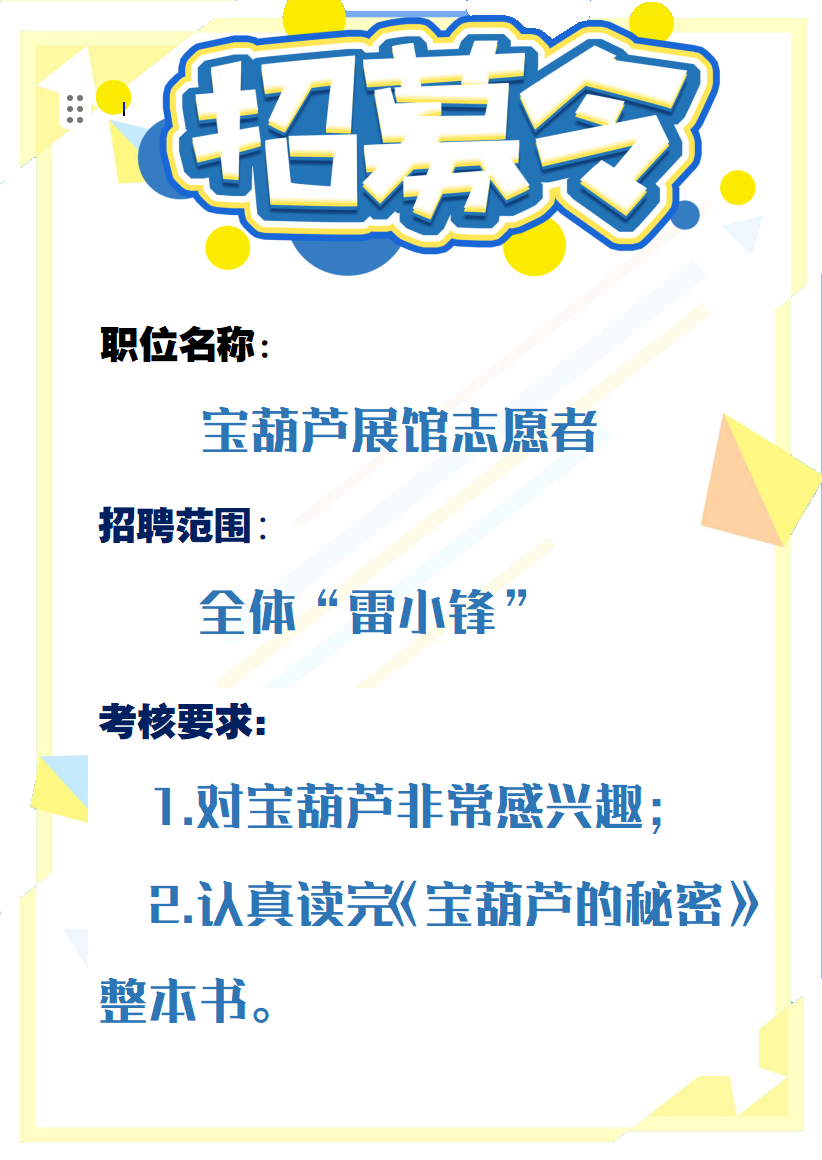 招募令
职位名称：
宝葫芦展馆志愿者
招聘范围：
全体“雷小锋”
考核要求：
1.对宝葫芦非常感兴趣；
2.认真读完《宝葫芦的秘密》
整本书。